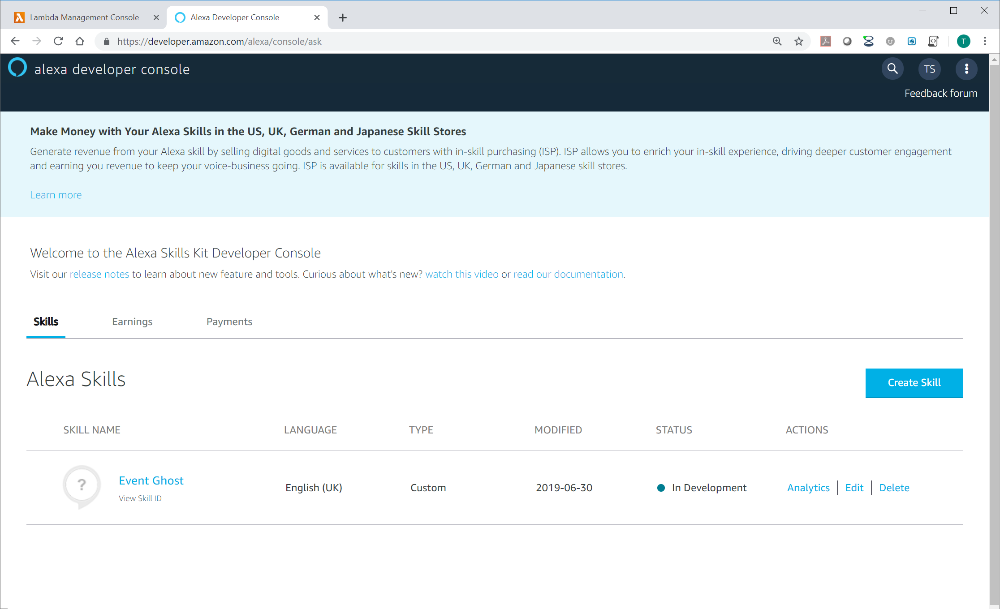 Lambda Management Console
Alexa Developer Console
https://developer.amazon.com/alexa/console/ask
T
alexa developer console
TS
Feedback forum
Make Money with Your Alexa Skills in the US, UK, German and Japanese Skill Stores
Generate revenue from your Alexa skill by selling digital goods and services to customers with in-skill purchasing (ISP). ISP allows you to enrich your in-skill experience, driving deeper customer engagement
and earning you revenue to keep your voice-business going. ISP is available for skills in the US, UK, German and Japanese skill stores.
Learn more
Welcome to the Alexa Skills Kit Developer Console
Visit our release notes to learn about new feature and tools. Curious about what's new? watch this video or read our documentation.
Skills Earnings Payments
Alexa Skills
Create Skill
SKILL NAME LANGUAGE TYPE MODIFIED STATUS ACTIONS
?
Event Ghost English (UK) Custom 2019-06-30 In Development Analytics Edit Delete
View Skill ID